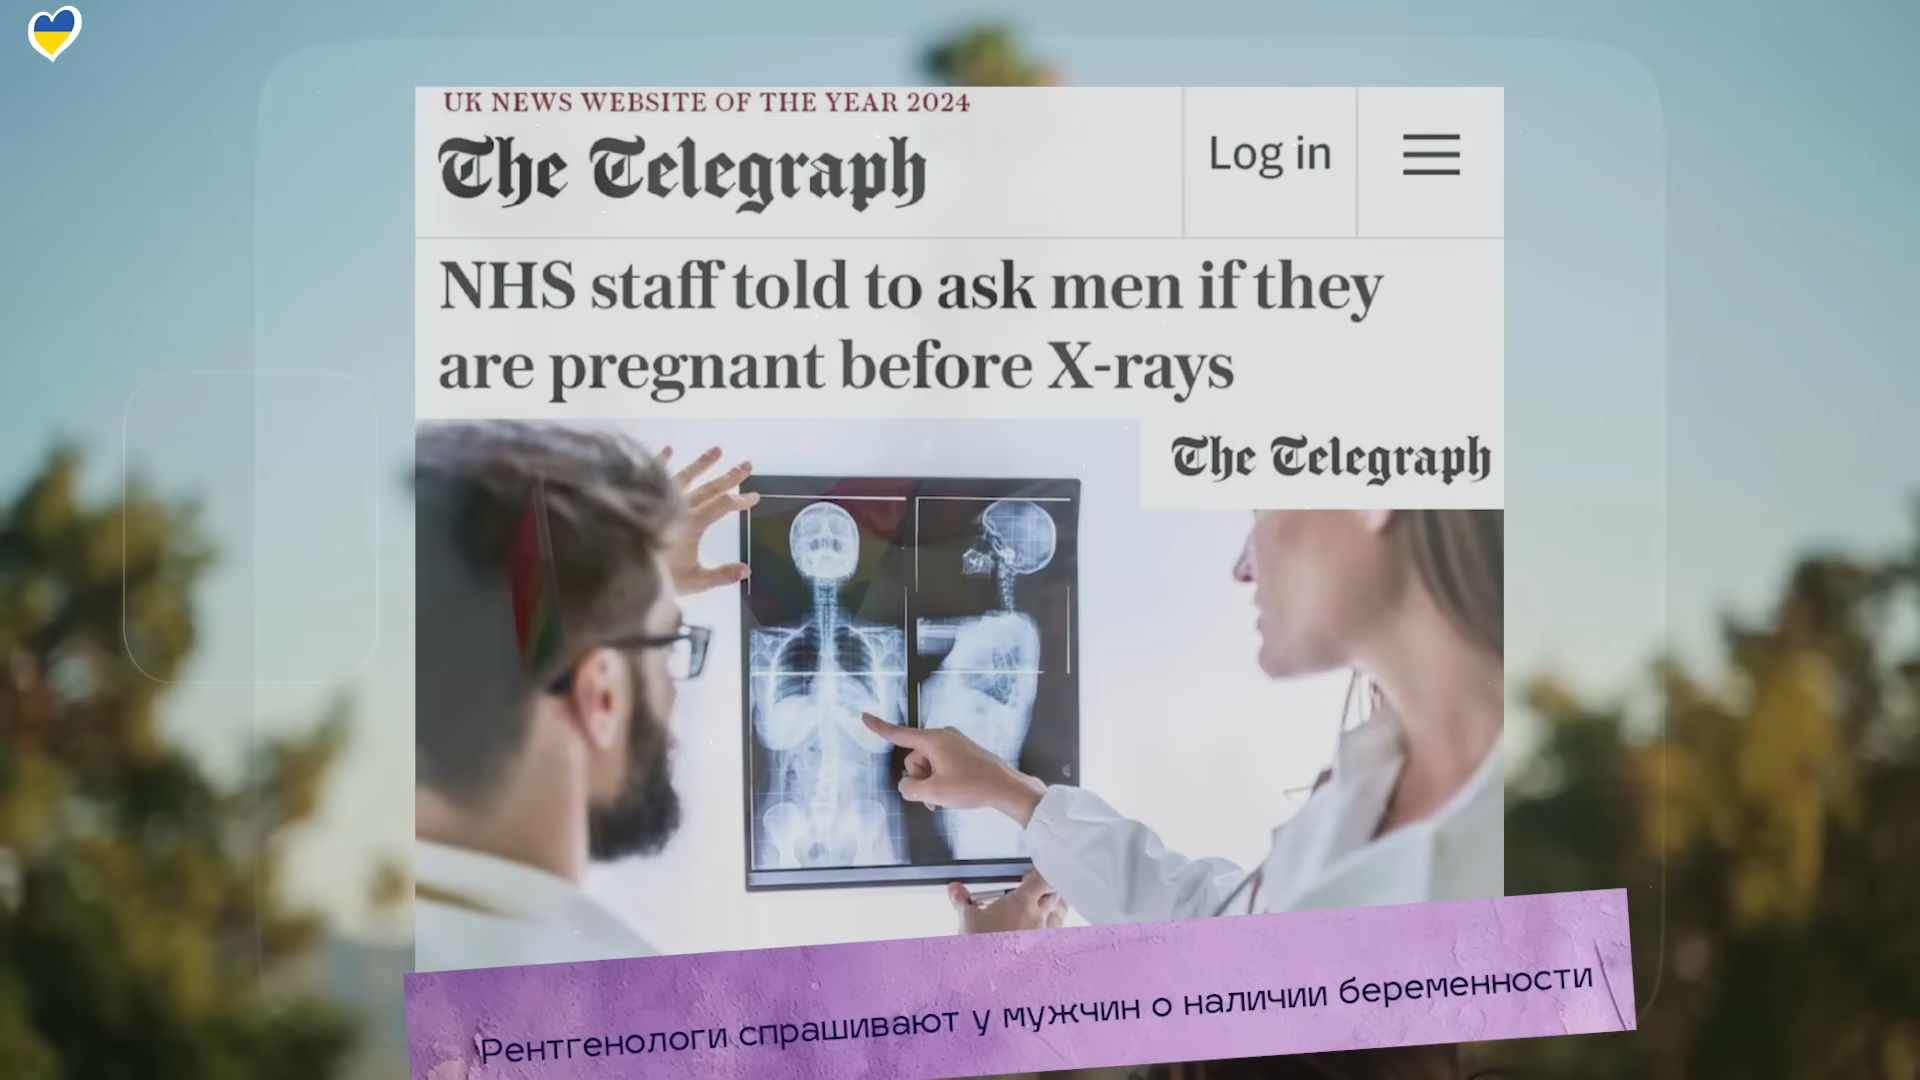 UK NEWS WEBSITE OF THE YEAR 2024
The Telegraph
Log in
NHS staff told to ask men if they
are pregnant before X-rays
The Telegraph
Рентгенологи спрашивают у мужчин о наличии беременности